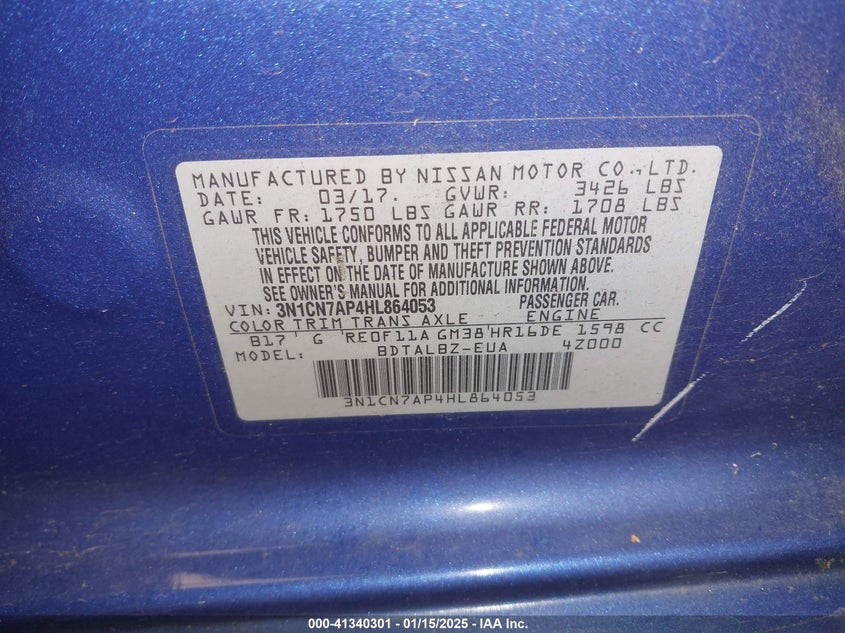 MANUFACTURED BY NISSAN MOTOR CO., LTD.
DATE: 03/17. GVWR: 3426 LBS
GAWR FR: 1750 LBS GAWR RR: 1708 LBS
THIS VEHICLE CONFORMS TO ALL APPLICABLE FEDERAL MOTOR
VEHICLE SAFETY, BUMPER AND THEFT PREVENTION STANDARDS
IN EFFECT ON THE DATE OF MANUFACTURE SHOWN ABOVE.
SEE OWNER'S MANUAL FOR ADDITIONAL INFORMATION.
VIN: 3N1CN7AP4HL864053 PASSENGER CAR.
COLOR TRIM TRANS AXLE ENGINE
B17 G RE0F11A GM38 HR16DE 1598 CC
MODEL: BDTALBZ-EUA 4Z000
3N1CN7AP4HL864053
000-41340301 - 01/15/2025 - IAA Inc.